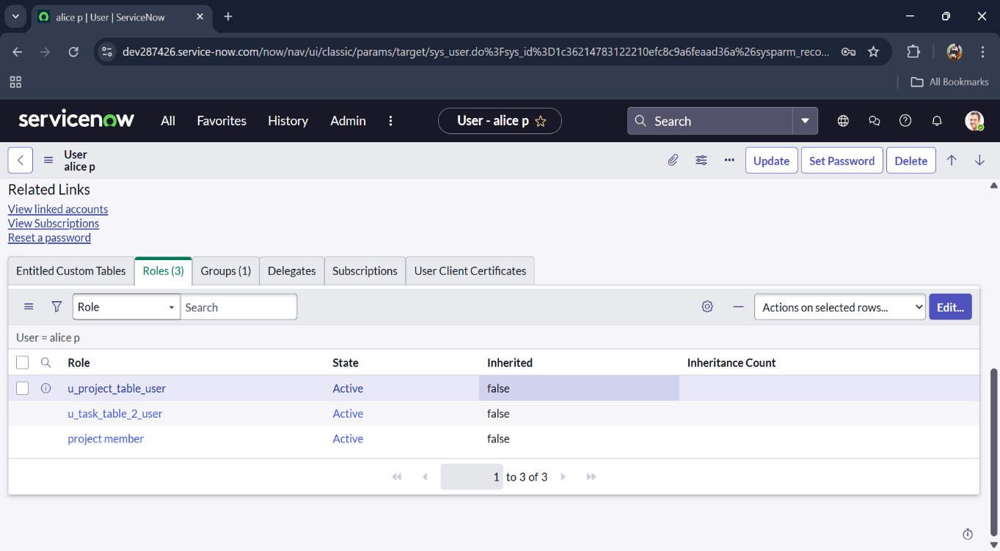 alice p | User | ServiceNow
dev287426.service-now.com/now/nav/ui/classic/params/target/sys_user.do%3Fsys_id%3D1c36214783122210efc8c9a6feaad36a%26sysparm_reco...
All Bookmarks
servicenow All Favorites History Admin User - alice p Search
User
alice p
Update Set Password Delete
Related Links
View linked accounts
View Subscriptions
Reset a password
Entitled Custom Tables Roles (3) Groups (1) Delegates Subscriptions User Client Certificates
Role Search Actions on selected rows... Edit...
User = alice p
Role State Inherited Inheritance Count
u_project_table_user Active false
u_task_table_2_user Active false
project member Active false
1 to 3 of 3